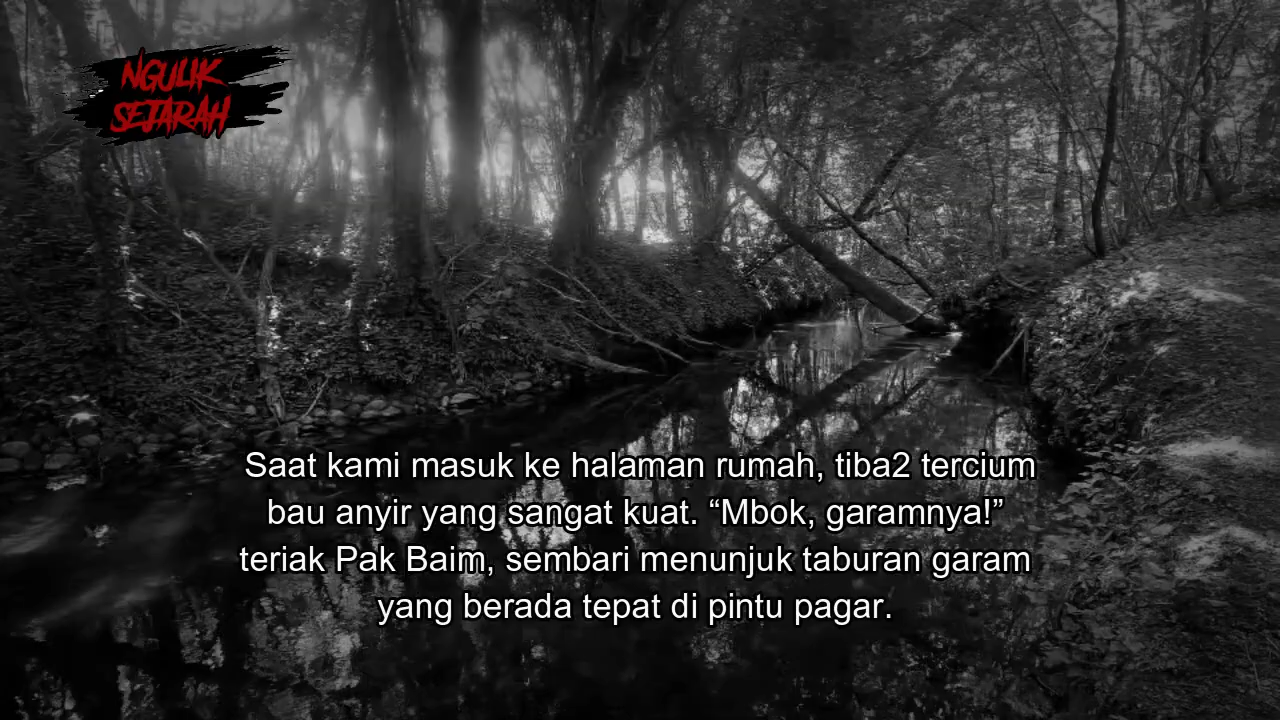 NGULIK
SEJARAH
Saat kami masuk ke halaman rumah, tiba2 tercium
bau anyir yang sangat kuat. “Mbok, garamnya!”
teriak Pak Baim, sembari menunjuk taburan garam
yang berada tepat di pintu pagar.